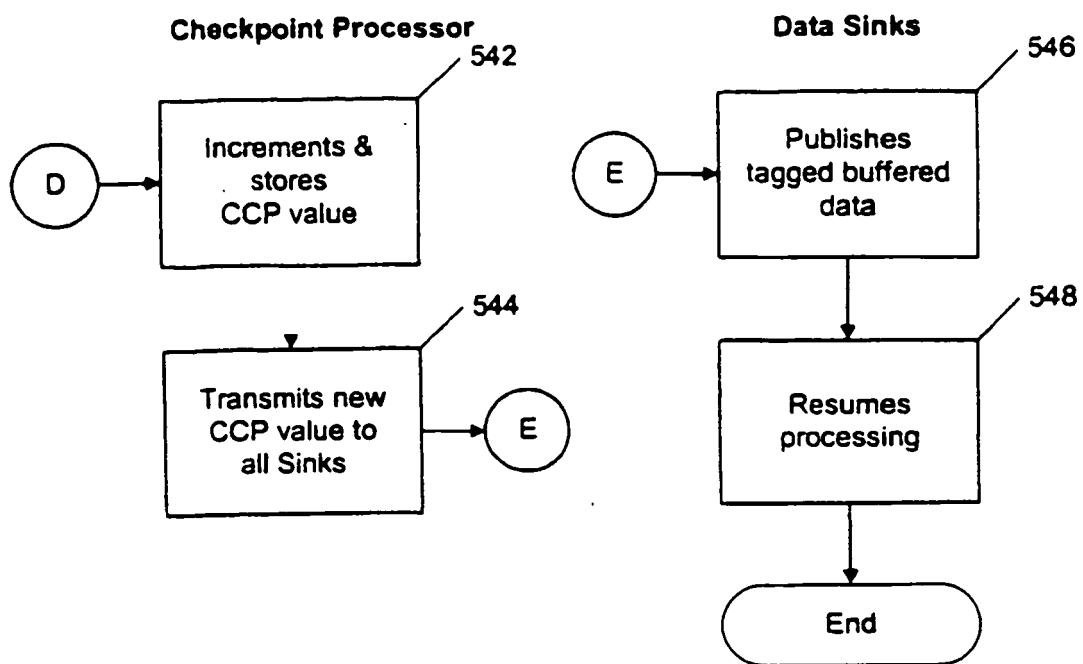 Checkpoint Processor
542
D
Increments &
stores
CCP value
544
Transmits new
CCP value to
all Sinks
E
Data Sinks
546
E
Publishes
tagged buffered
data
548
Resumes
processing
End